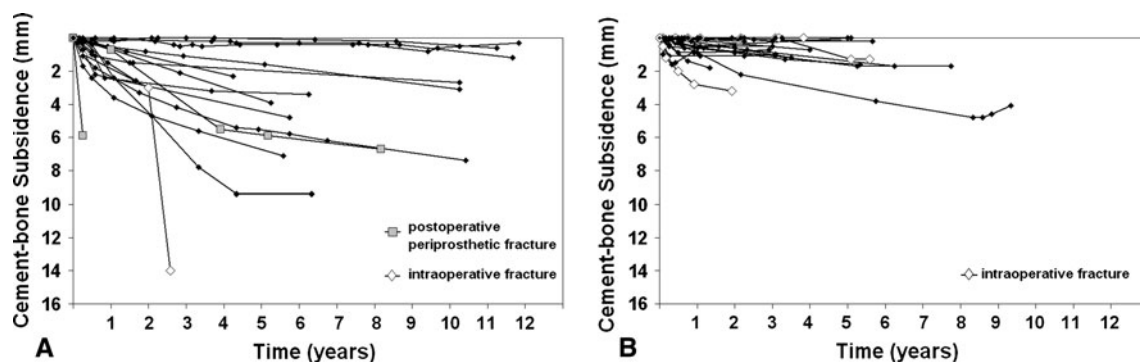 Cement-bone Subsidence (mm)
2
4
6
8
10
12
14
16
1 2 3 4 5 6 7 8 9 10 11 12
Time (years)
postoperative
periprosthetic fracture
intraoperative fracture
A
Cement-bone Subsidence (mm)
2
4
6
8
10
12
14
16
1 2 3 4 5 6 7 8 9 10 11 12
Time (years)
intraoperative fracture
B